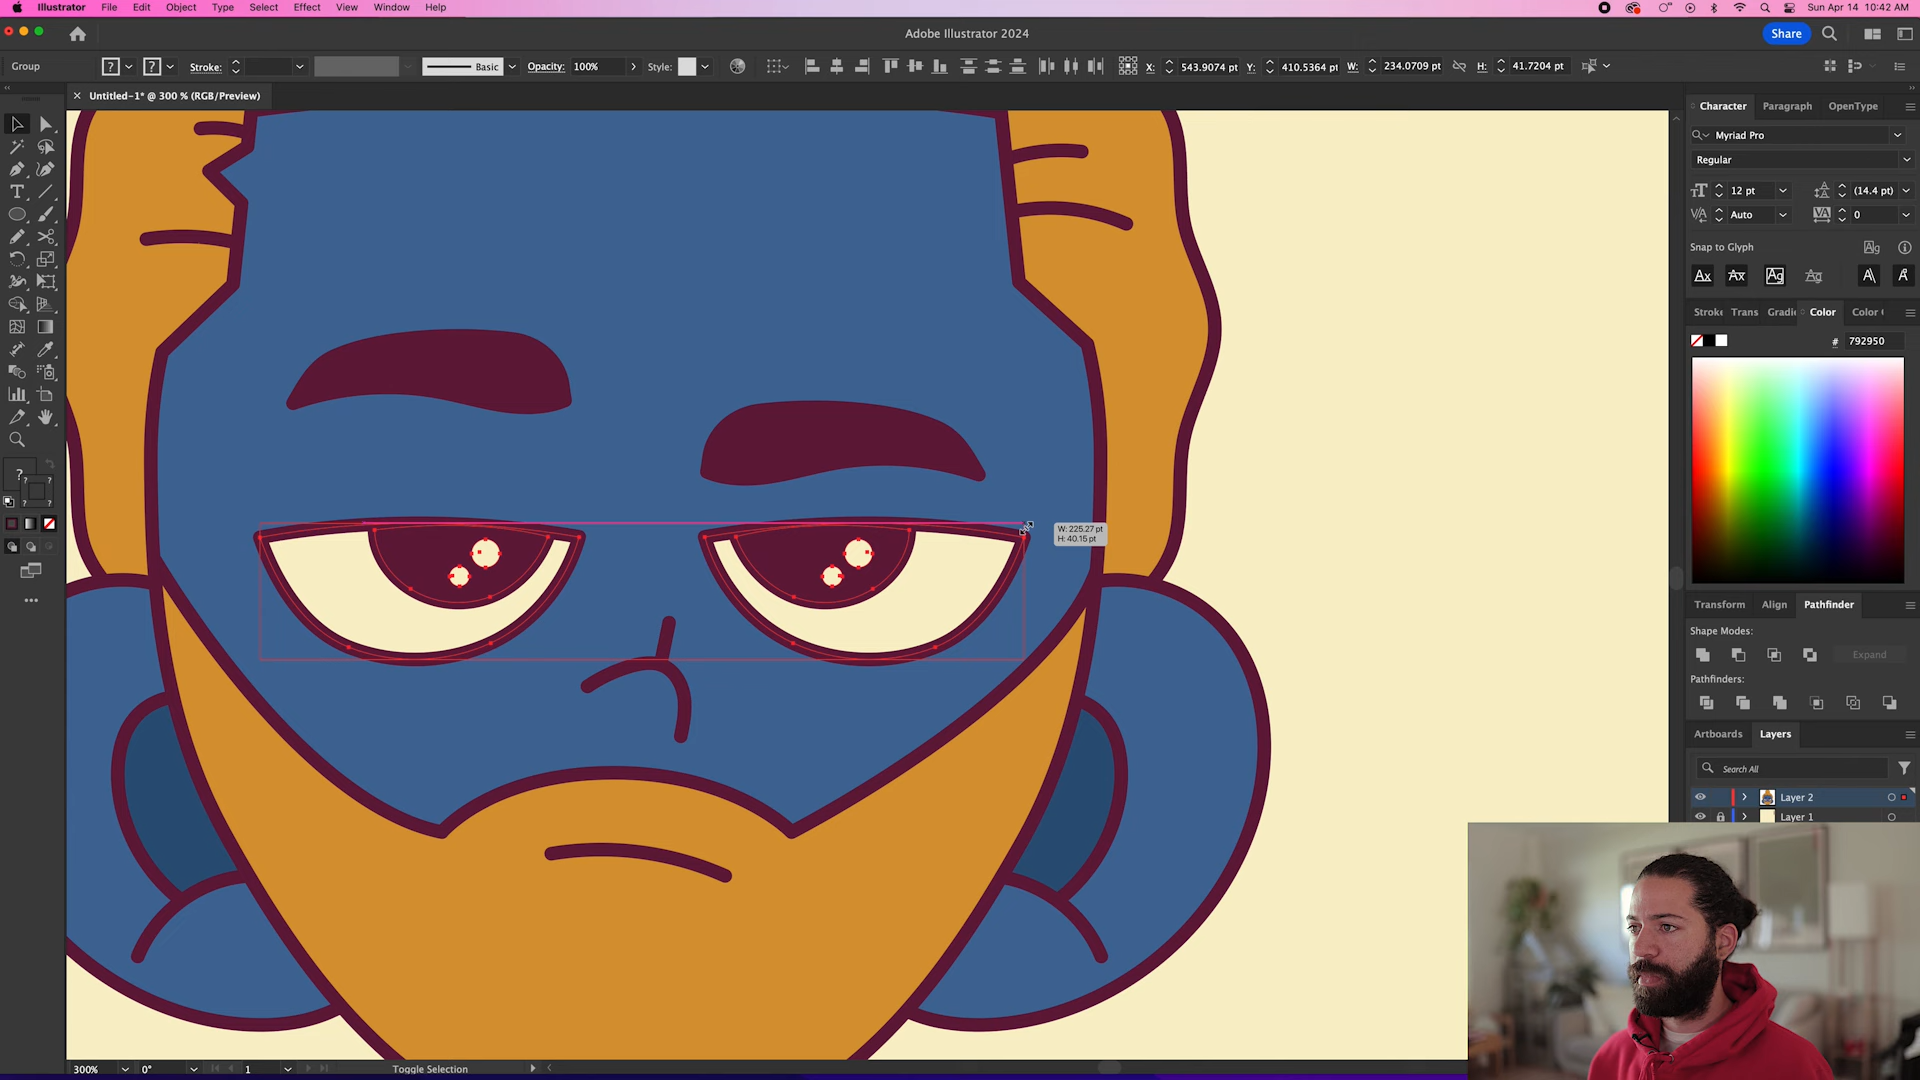 Illustrator File Edit Object Type Select Effect View Window Help Sun Apr 14 10:42 AM
Adobe Illustrator 2024 Share
Group Stroke: Basic Opacity: 100% Style: X: 543.9074 pt Y: 410.5364 pt W: 234.0709 pt H: 41.7204 pt
Untitled-1* @ 300 % (RGB/Preview)
Character Paragraph OpenType
Myriad Pro
Regular
12 pt (14.4 pt)
Auto 0
Snap to Glyph
Stroke Trans Gradie Color Color
# 792950
W: 225.27 pt
H: 40.15 pt
Transform Align Pathfinder
Shape Modes:
Expand
Pathfinders:
Artboards Layers
Search All
Layer 2
Layer 1
300% 0° 1 Toggle Selection